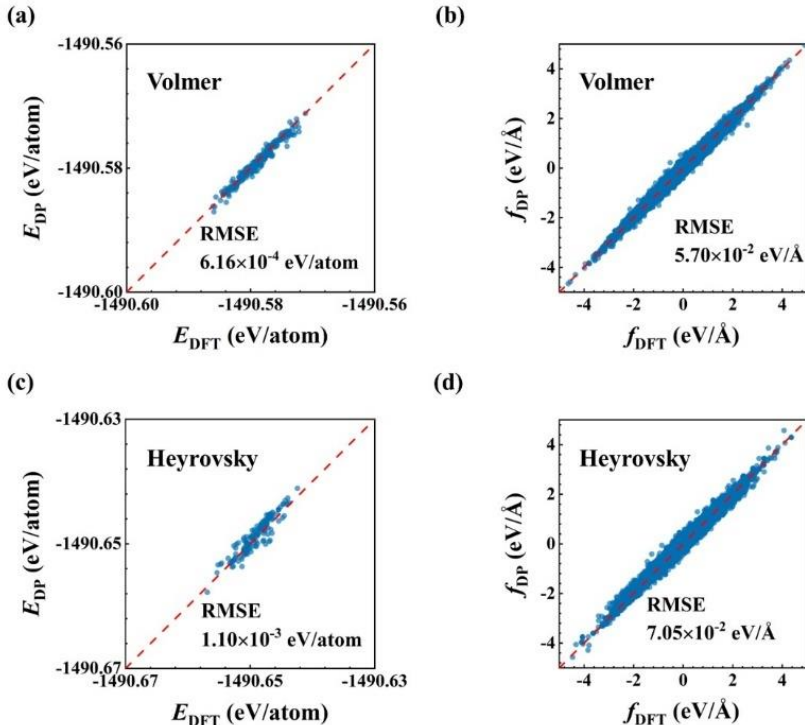 (a)
-1490.56
Volmer
-1490.58
E_DP (eV/atom)
RMSE
6.16×10⁻⁴ eV/atom
-1490.60
-1490.60
-1490.58
-1490.56
E_DFT (eV/atom)
(b)
4
Volmer
2
0
f_DP (eV/Å)
-2
RMSE
5.70×10⁻² eV/Å
-4
-4
-2
0
2
4
f_DFT (eV/Å)
(c)
-1490.63
Heyrovsky
-1490.65
E_DP (eV/atom)
RMSE
1.10×10⁻³ eV/atom
-1490.67
-1490.67
-1490.65
-1490.63
E_DFT (eV/atom)
(d)
4
Heyrovsky
2
0
f_DP (eV/Å)
-2
RMSE
7.05×10⁻² eV/Å
-4
-4
-2
0
2
4
f_DFT (eV/Å)